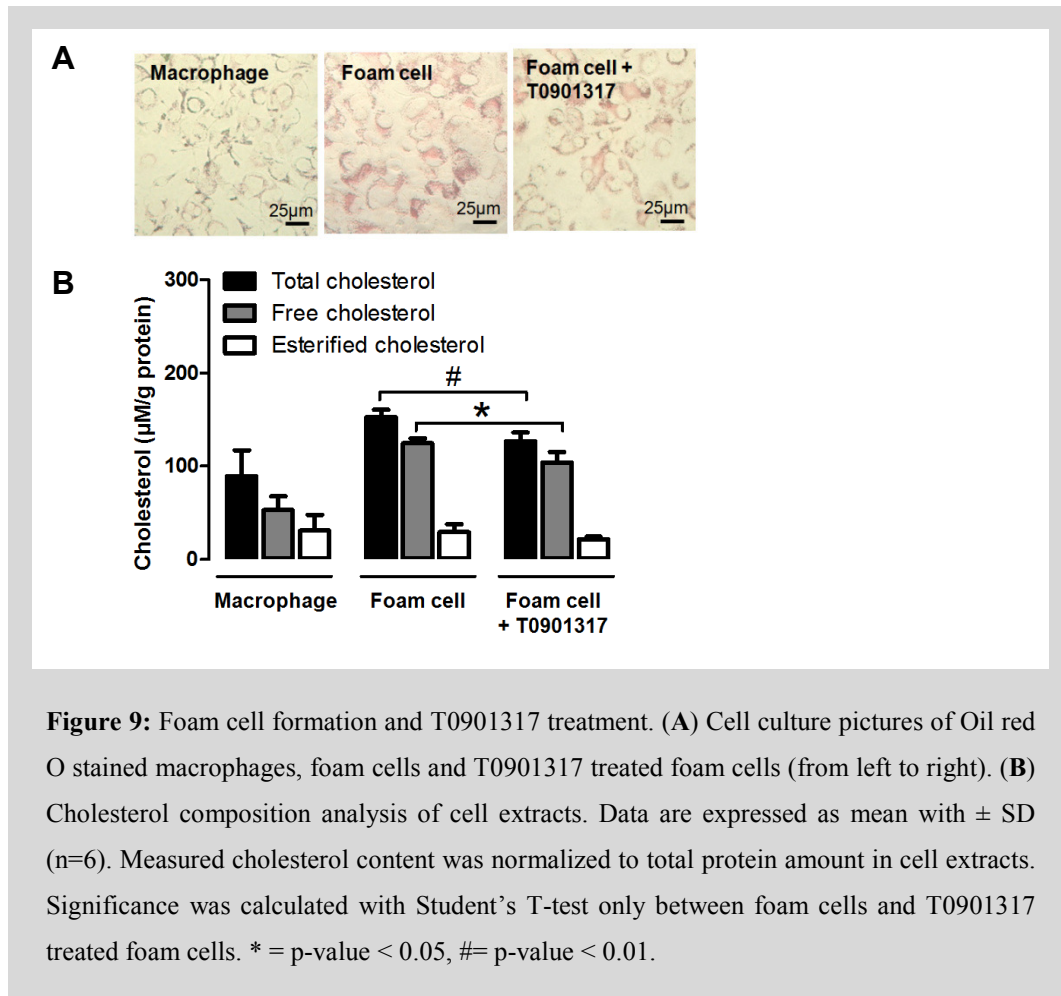 A
Macrophage
Foam cell
Foam cell +
T0901317
25µm
25µm
25µm
B
Cholesterol (µM/g protein)
300
200
100
0
Total cholesterol
Free cholesterol
Esterified cholesterol
#
*
Macrophage
Foam cell
Foam cell
+ T0901317
Figure 9: Foam cell formation and T0901317 treatment. (A) Cell culture pictures of Oil red
O stained macrophages, foam cells and T0901317 treated foam cells (from left to right). (B)
Cholesterol composition analysis of cell extracts. Data are expressed as mean with ± SD
(n=6). Measured cholesterol content was normalized to total protein amount in cell extracts.
Significance was calculated with Student’s T-test only between foam cells and T0901317
treated foam cells. * = p-value < 0.05, #= p-value < 0.01.